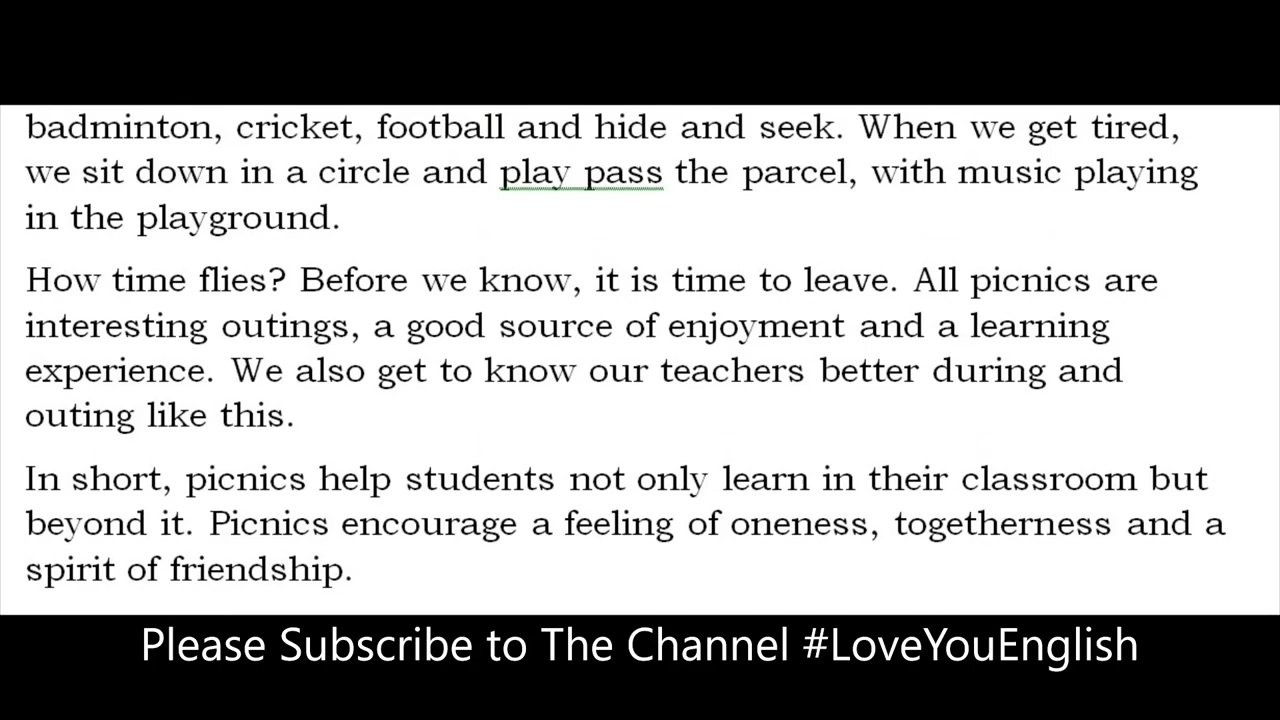 badminton, cricket, football and hide and seek. When we get tired,
we sit down in a circle and play pass the parcel, with music playing
in the playground.
How time flies? Before we know, it is time to leave. All picnics are
interesting outings, a good source of enjoyment and a learning
experience. We also get to know our teachers better during and
outing like this.
In short, picnics help students not only learn in their classroom but
beyond it. Picnics encourage a feeling of oneness, togetherness and a
spirit of friendship.
Please Subscribe to The Channel #LoveYouEnglish